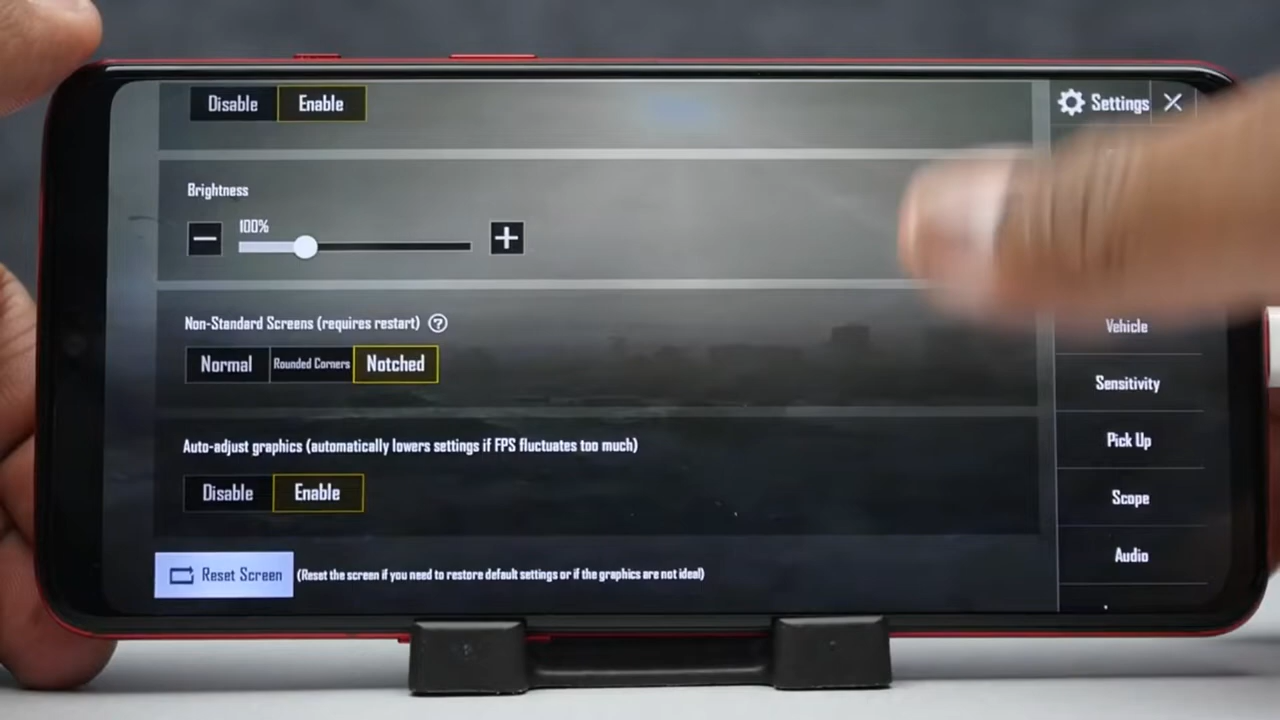 Disable Enable
Settings
Brightness
100%
Non-Standard Screens (requires restart) ?
Normal Rounded Corners Notched
Auto-adjust graphics (automatically lowers settings if FPS fluctuates too much)
Disable Enable
Reset Screen (Reset the screen if you need to restore default settings or if the graphics are not ideal)
Vehicle
Sensitivity
Pick Up
Scope
Audio